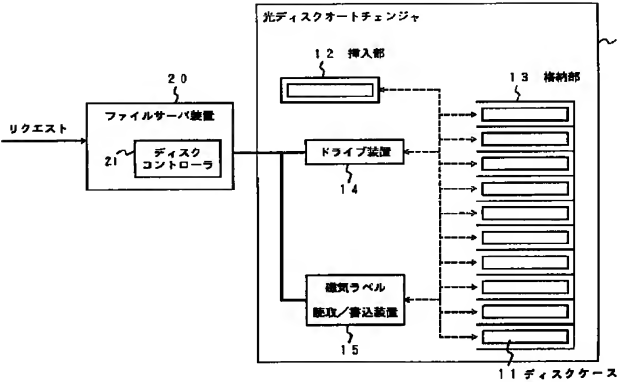 光ディスクオートチェンジャ
12 挿入部
13 格納部
20
ファイルサーバ装置
リクエスト
21
ディスク
コントローラ
ドライブ装置
14
磁気ラベル
読取／書込装置
15
11 ディスクケース